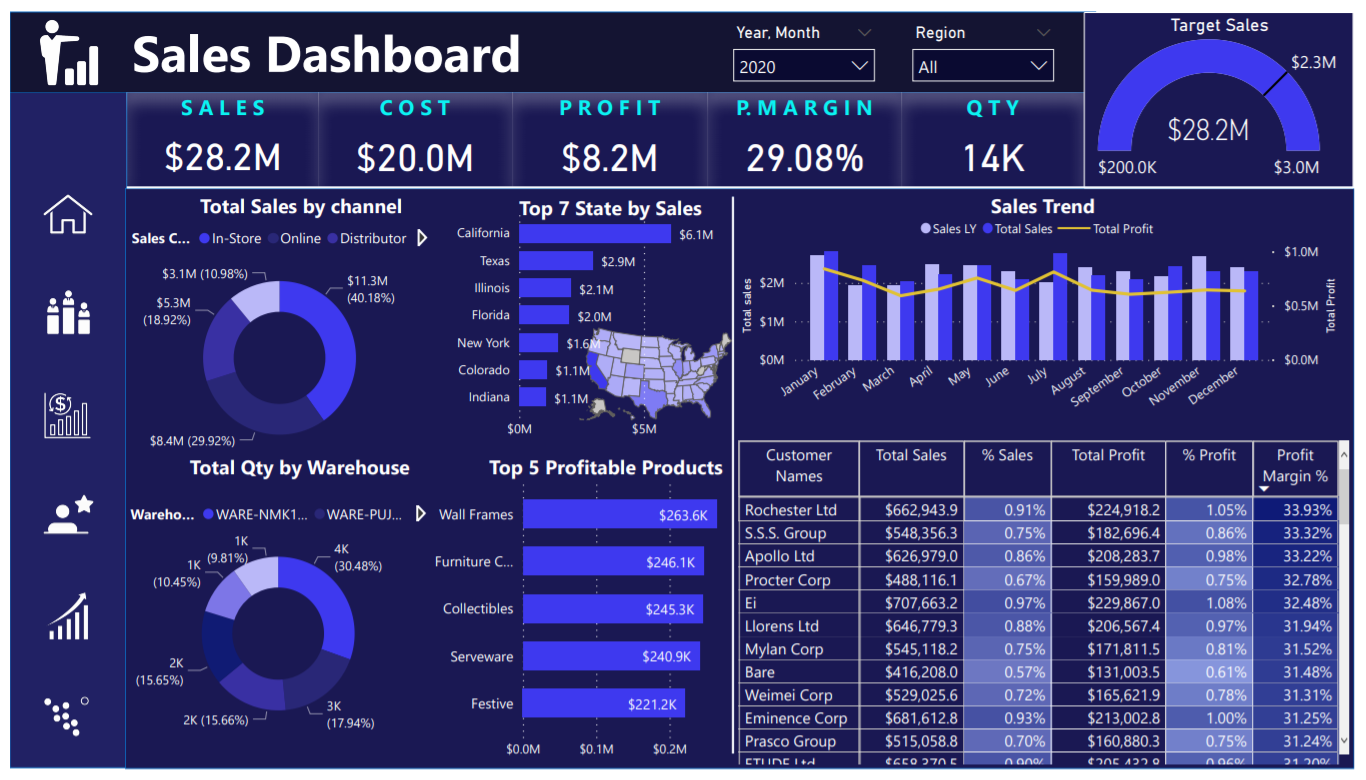 Sales Dashboard
Year, Month
2020
Region
All
Target Sales
$2.3M
$28.2M
$200.0K
$3.0M
SALES
$28.2M
COST
$20.0M
PROFIT
$8.2M
P.MARGIN
29.08%
QTY
14K
Total Sales by channel
Sales C... In-Store Online Distributor
$3.1M (10.98%)
$11.3M
(40.18%)
$5.3M
(18.92%)
$8.4M (29.92%)
Top 7 State by Sales
California $6.1M
Texas $2.9M
Illinois $2.1M
Florida $2.0M
New York $1.6M
Colorado $1.1M
Indiana $1.1M
$0M $5M
Sales Trend
Sales LY Total Sales Total Profit
Total Sales
$2M
$1M
$0M
$1.0M
$0.5M
$0.0M
Total Profit
January February March April May June July August September October November December
Total Qty by Warehouse
Wareho... WARE-NMK1... WARE-PUJ...
1K
(9.81%)
4K
(30.48%)
1K
(10.45%)
2K
(15.65%)
2K (15.66%)
3K
(17.94%)
Top 5 Profitable Products
Wall Frames $263.6K
Furniture C... $246.1K
Collectibles $245.3K
Serveware $240.9K
Festive $221.2K
$0.0M $0.1M $0.2M
Customer Names Total Sales % Sales Total Profit % Profit Profit Margin %
Rochester Ltd $662,943.9 0.91% $224,918.2 1.05% 33.93%
S.S.S. Group $548,356.3 0.75% $182,696.4 0.86% 33.32%
Apollo Ltd $626,979.0 0.86% $208,283.7 0.98% 33.22%
Procter Corp $488,116.1 0.67% $159,989.0 0.75% 32.78%
Ei $707,663.2 0.97% $229,867.0 1.08% 32.48%
Llorens Ltd $646,779.3 0.88% $206,567.4 0.97% 31.94%
Mylan Corp $545,118.2 0.75% $171,811.5 0.81% 31.52%
Bare $416,208.0 0.57% $131,003.5 0.61% 31.48%
Weimei Corp $529,025.6 0.72% $165,621.9 0.78% 31.31%
Eminence Corp $681,612.8 0.93% $213,002.8 1.00% 31.25%
Prasco Group $515,058.8 0.70% $160,880.3 0.75% 31.24%
ETUDE Ltd $658,370.5 0.90% $205,432.8 0.96% 31.20%